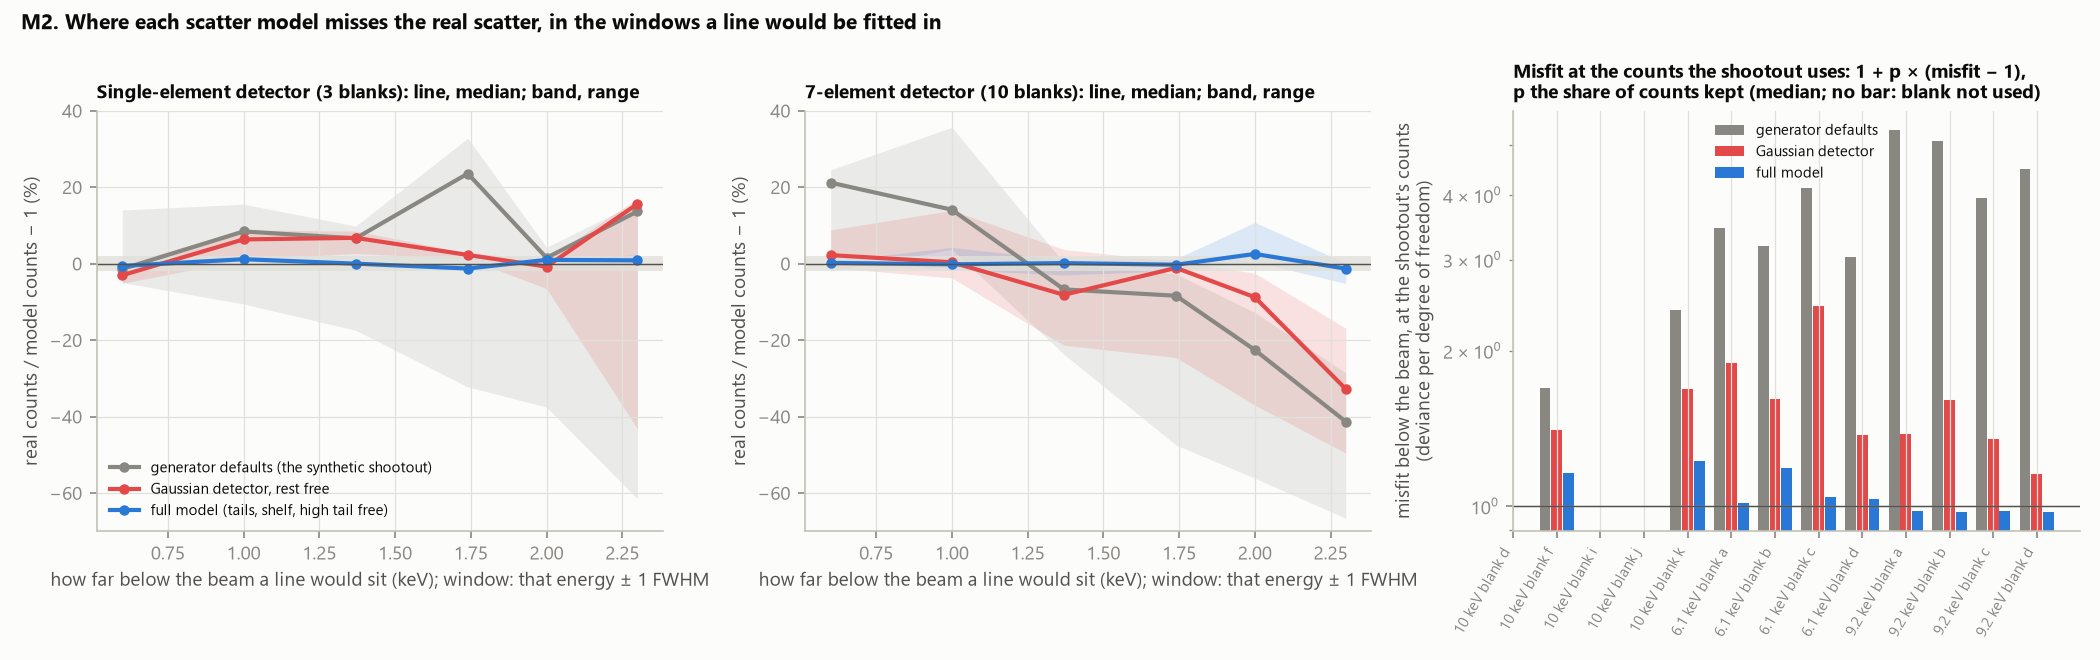 M2. Where each scatter model misses the real scatter, in the windows a line would be fitted in
Single-element detector (3 blanks): line, median; band, range
real counts / model counts − 1 (%)
40
20
0
−20
−40
−60
generator defaults (the synthetic shootout)
Gaussian detector, rest free
full model (tails, shelf, high tail free)
0.75
1.00
1.25
1.50
1.75
2.00
2.25
how far below the beam a line would sit (keV); window: that energy ± 1 FWHM
7-element detector (10 blanks): line, median; band, range
real counts / model counts − 1 (%)
40
20
0
−20
−40
−60
0.75
1.00
1.25
1.50
1.75
2.00
2.25
how far below the beam a line would sit (keV); window: that energy ± 1 FWHM
Misfit at the counts the shootout uses: 1 + p × (misfit − 1),
p the share of counts kept (median; no bar: blank not used)
misfit below the beam, at the shootout's counts
(deviance per degree of freedom)
4 × 10⁰
3 × 10⁰
2 × 10⁰
10⁰
generator defaults
Gaussian detector
full model
10 keV blank d
10 keV blank f
10 keV blank i
10 keV blank j
10 keV blank k
6.1 keV blank a
6.1 keV blank b
6.1 keV blank c
6.1 keV blank d
9.2 keV blank a
9.2 keV blank b
9.2 keV blank c
9.2 keV blank d